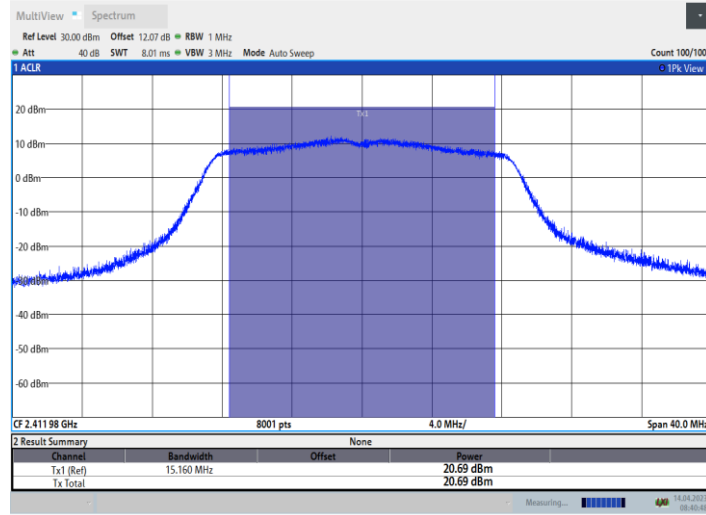 MultiView Spectrum
Ref Level 30.00 dBm Offset 12.07 dB RBW 1 MHz
Att 40 dB SWT 8.01 ms VBW 3 MHz Mode Auto Sweep Count 100/100
1 ACLR 1Pk View
Tx1
20 dBm
10 dBm
0 dBm
-10 dBm
-20 dBm
-30 dBm
-40 dBm
-50 dBm
-60 dBm
CF 2.411 98 GHz 8001 pts 4.0 MHz/ Span 40.0 MHz
2 Result Summary None
Channel Bandwidth Offset Power
Tx1 (Ref) 15.160 MHz 20.69 dBm
Tx Total 20.69 dBm
Measuring...